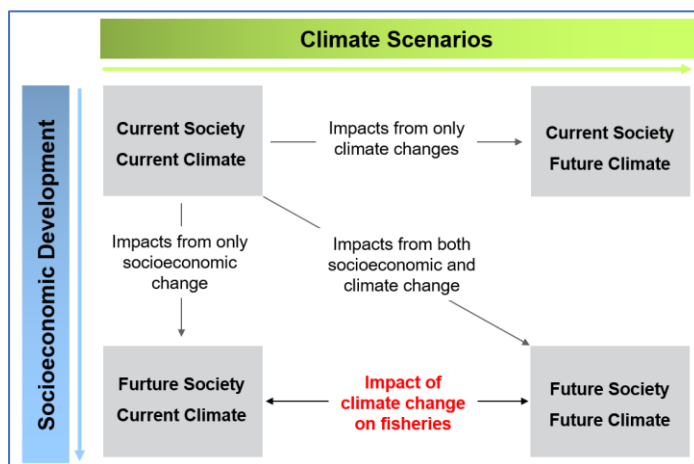 Climate Scenarios
Socioeconomic Development
Current Society
Current Climate
Impacts from only
climate changes
Current Society
Future Climate
Impacts from only
socioeconomic
change
Impacts from both
socioeconomic and
climate change
Furture Society
Current Climate
Impact of
climate change
on fisheries
Future Society
Future Climate